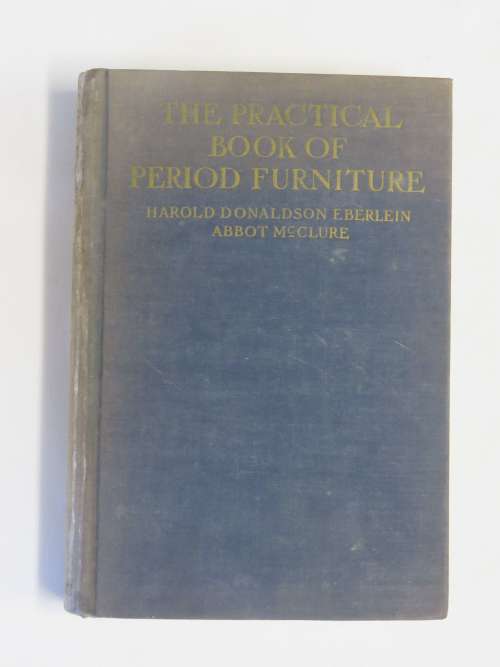 THE PRACTICAL
BOOK OF
PERIOD FURNITURE
HAROLD DONALDSON EBERLEIN
ABBOT McCLURE